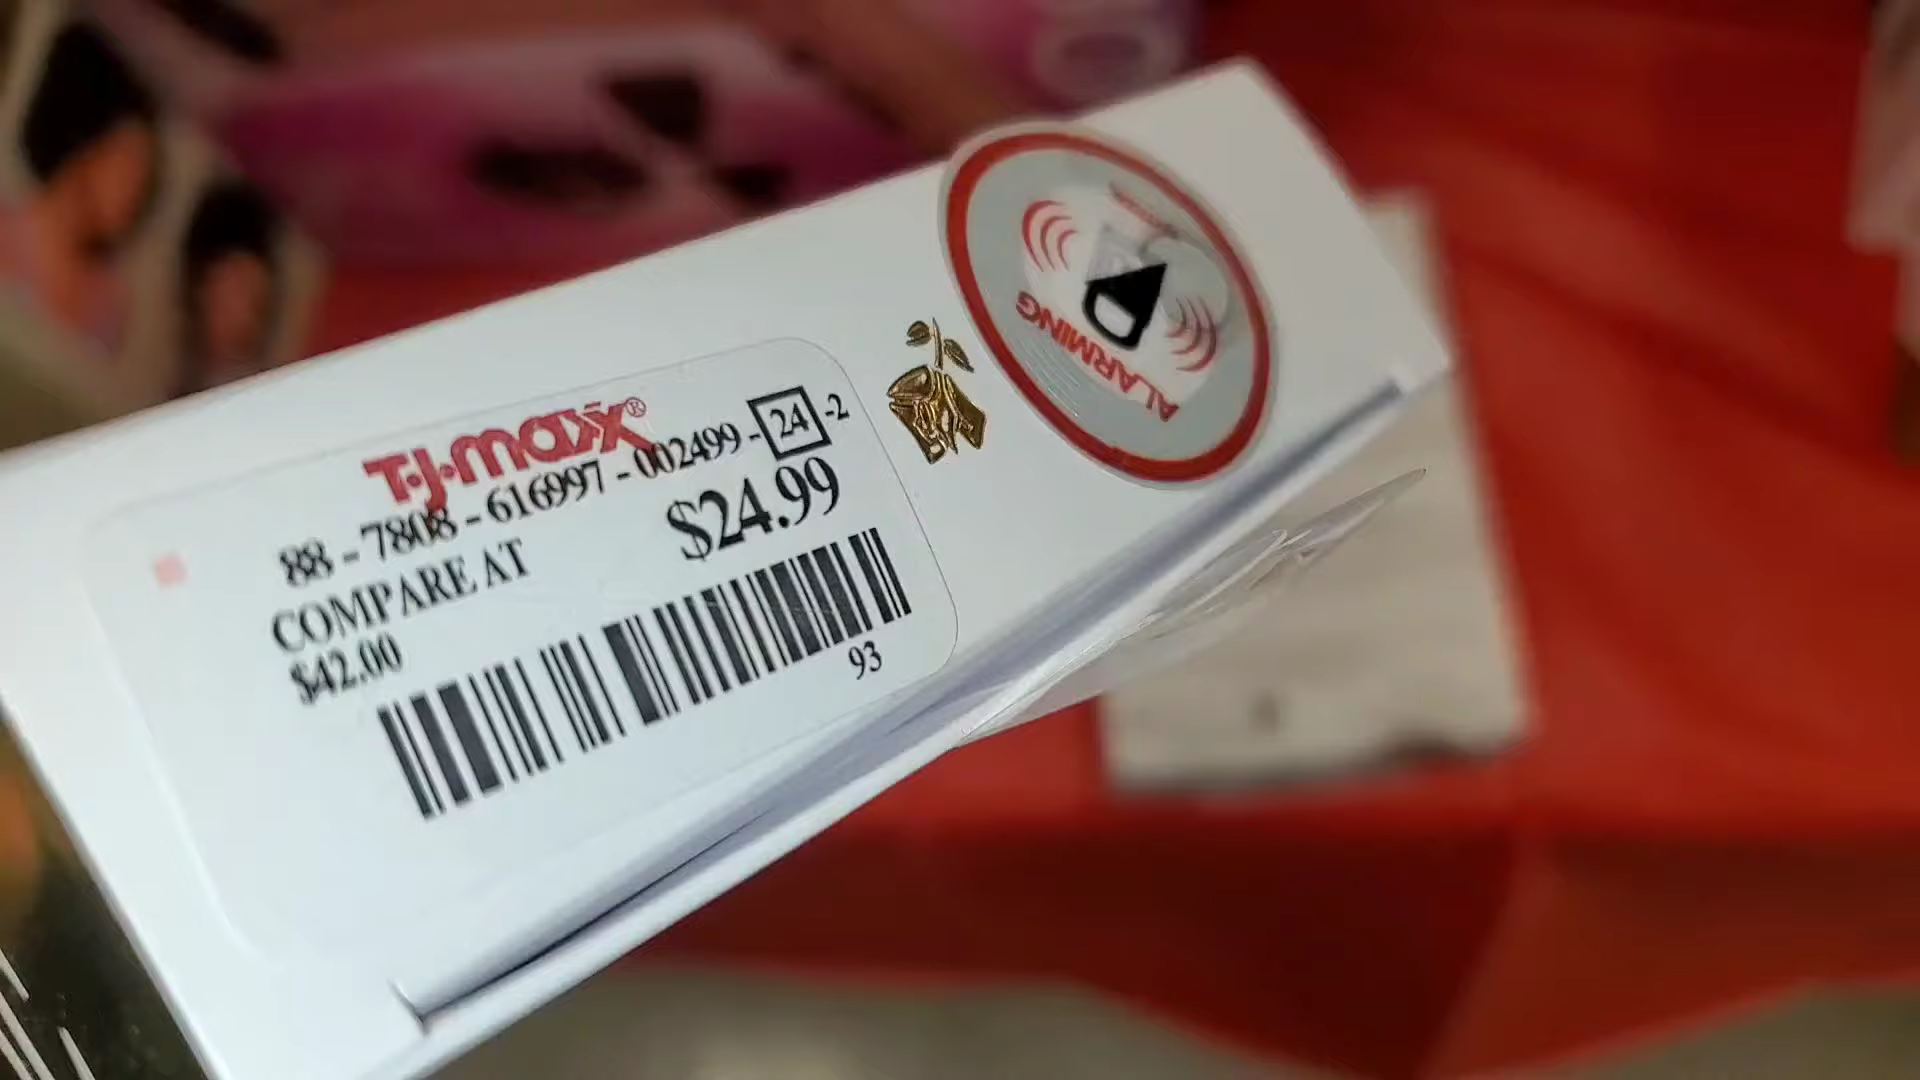 T.J.maxx®
88 - 7808 - 616997 - 002499 - 24 -2
$24.99
COMPARE AT
$42.00
93
ALARMING